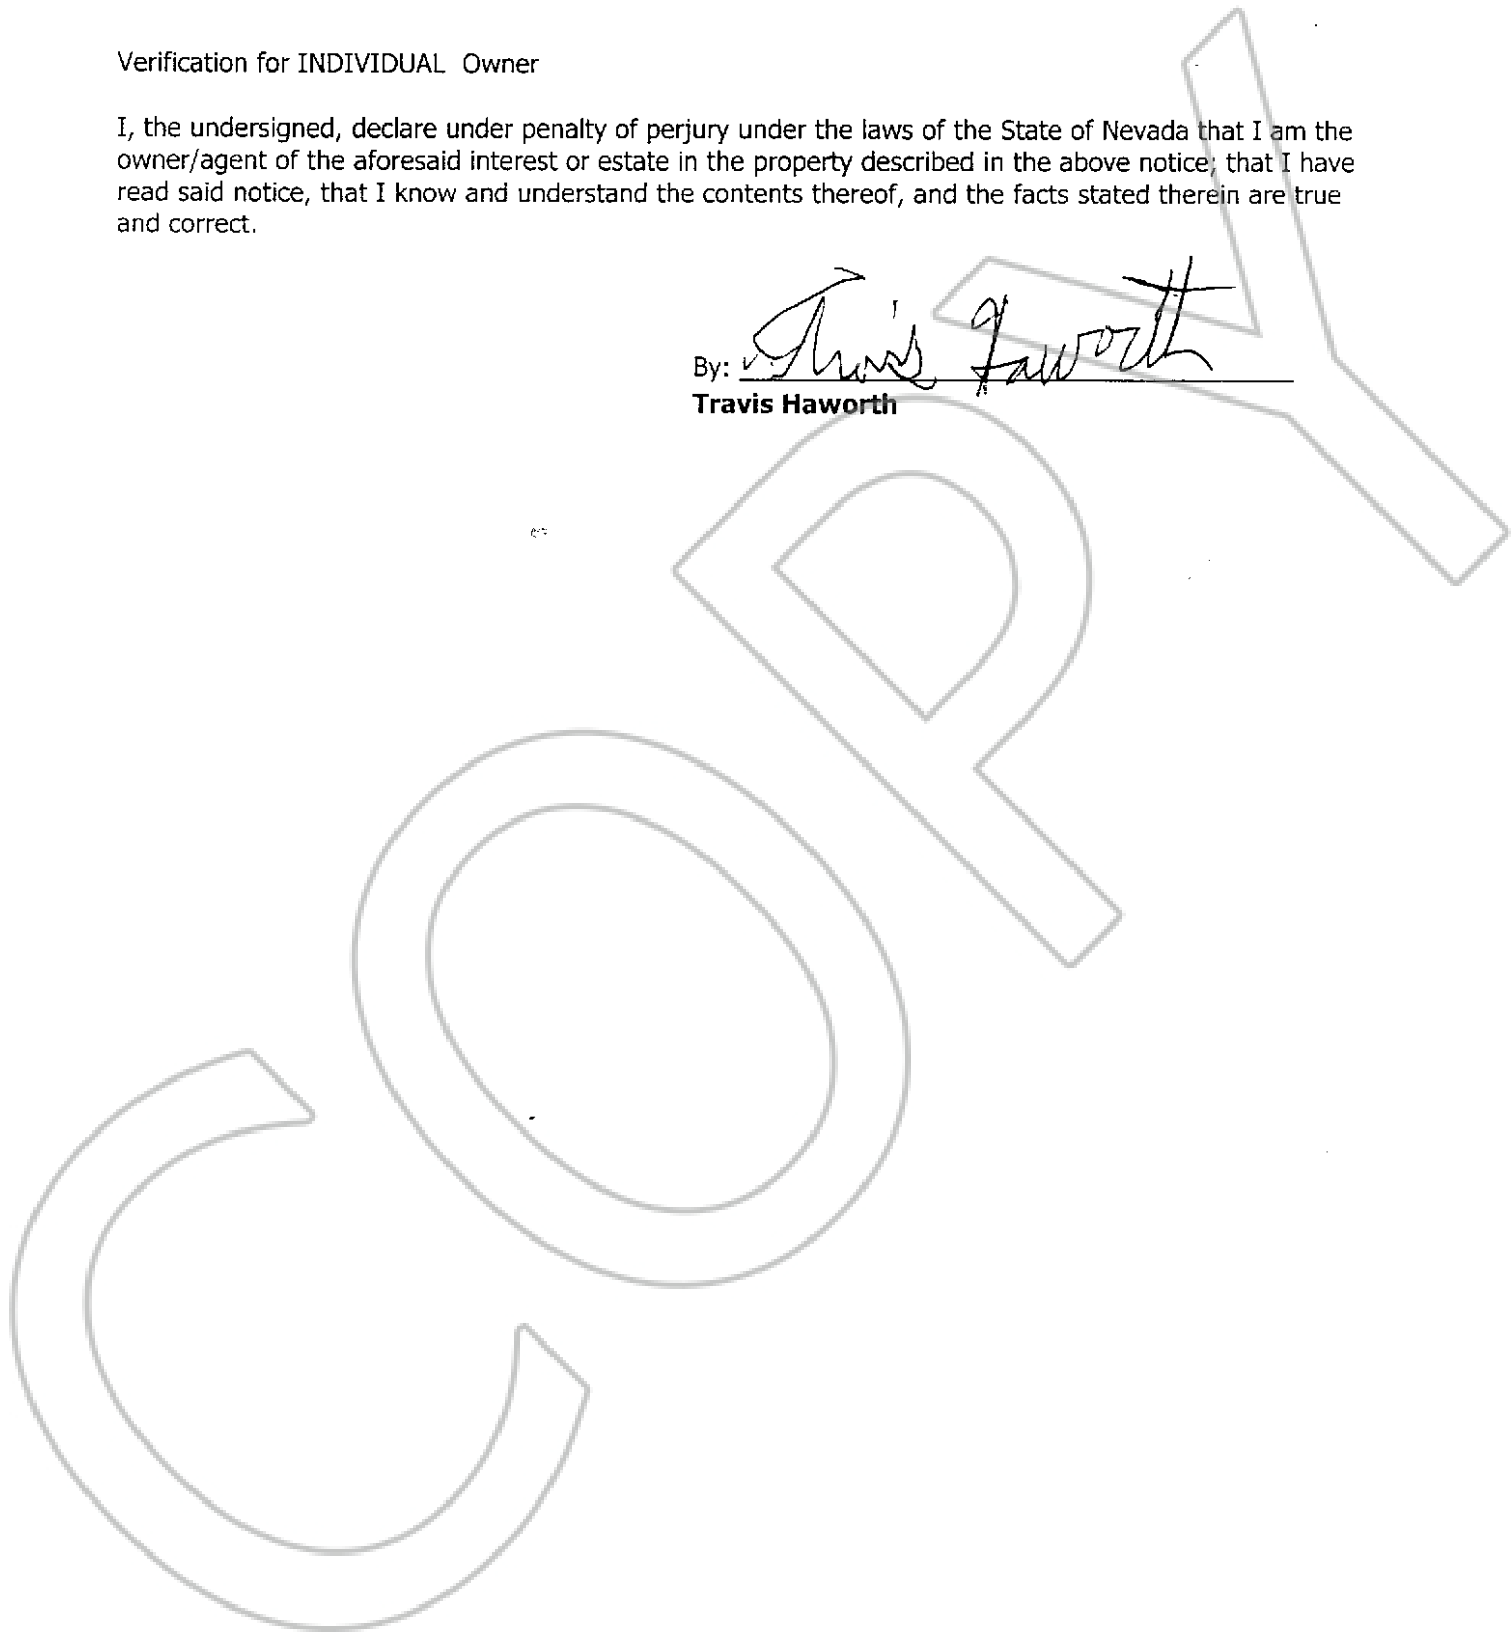 Verification for INDIVIDUAL Owner
I, the undersigned, declare under penalty of perjury under the laws of the State of Nevada that I am the
owner/agent of the aforesaid interest or estate in the property described in the above notice; that I have
read said notice, that I know and understand the contents thereof, and the facts stated therein are true
and correct.
By: Travis Haworth
Travis Haworth
COPY